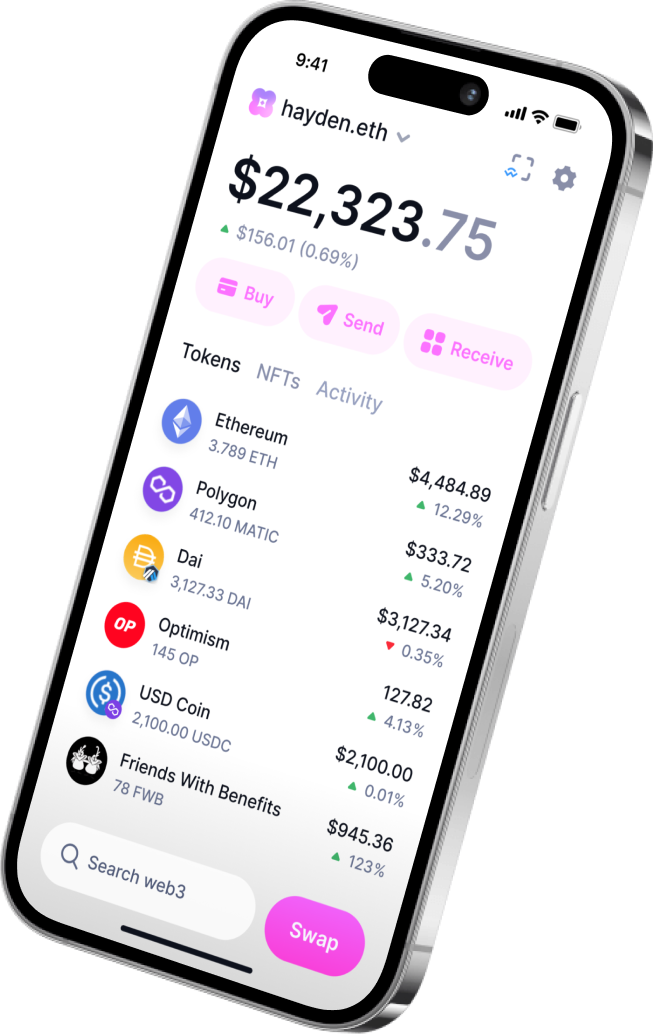 9:41
hayden.eth
$22,323.75
$156.01 (0.69%)
Buy
Send
Receive
Tokens NFTs Activity
Ethereum
3.789 ETH
$4,484.89
12.29%
Polygon
412.10 MATIC
$333.72
5.20%
Dai
3,127.33 DAI
$3,127.34
0.35%
OP
Optimism
145 OP
127.82
4.13%
USD Coin
2,100.00 USDC
$2,100.00
0.01%
Friends With Benefits
78 FWB
$945.36
123%
Search web3
Swap